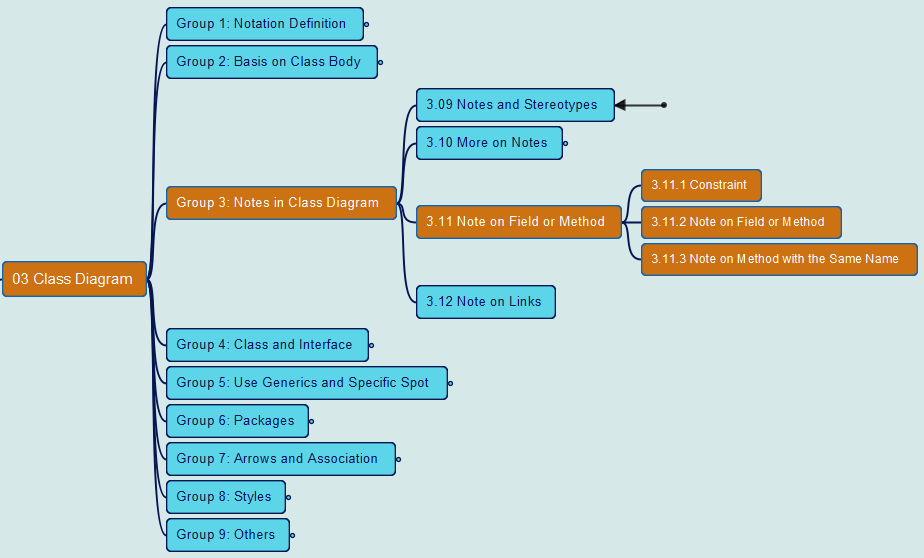 Group 1: Notation Definition
Group 2: Basis on Class Body
3.09 Notes and Stereotypes
3.10 More on Notes
3.11.1 Constraint
Group 3: Notes in Class Diagram
3.11 Note on Field or Method
3.11.2 Note on Field or Method
3.11.3 Note on Method with the Same Name
03 Class Diagram
3.12 Note on Links
Group 4: Class and Interface
Group 5: Use Generics and Specific Spot
Group 6: Packages
Group 7: Arrows and Association
Group 8: Styles
Group 9: Others